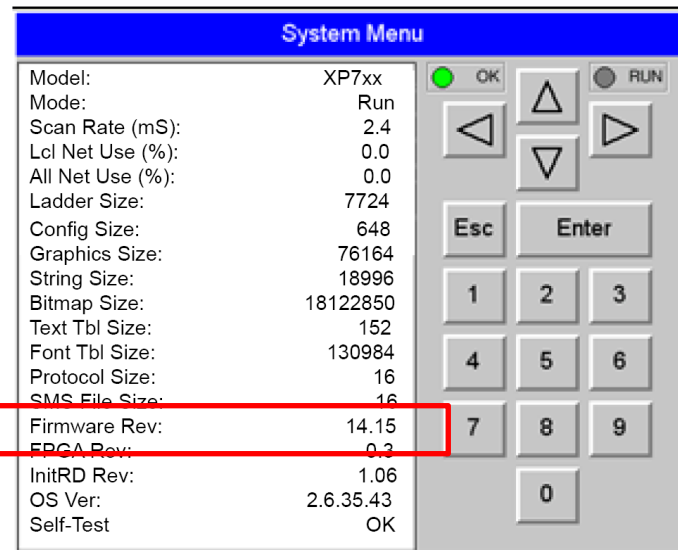 System Menu
Model: XP7xx
Mode: Run
Scan Rate (mS): 2.4
Lcl Net Use (%): 0.0
All Net Use (%): 0.0
Ladder Size: 7724
Config Size: 648
Graphics Size: 76164
String Size: 18996
Bitmap Size: 18122850
Text Tbl Size: 152
Font Tbl Size: 130984
Protocol Size: 16
SMS File Size: 16
Firmware Rev: 14.15
FPGA Rev: 0.3
InitRD Rev: 1.06
OS Ver: 2.6.35.43
Self-Test OK
OK RUN
Esc Enter
1 2 3
4 5 6
7 8 9
0